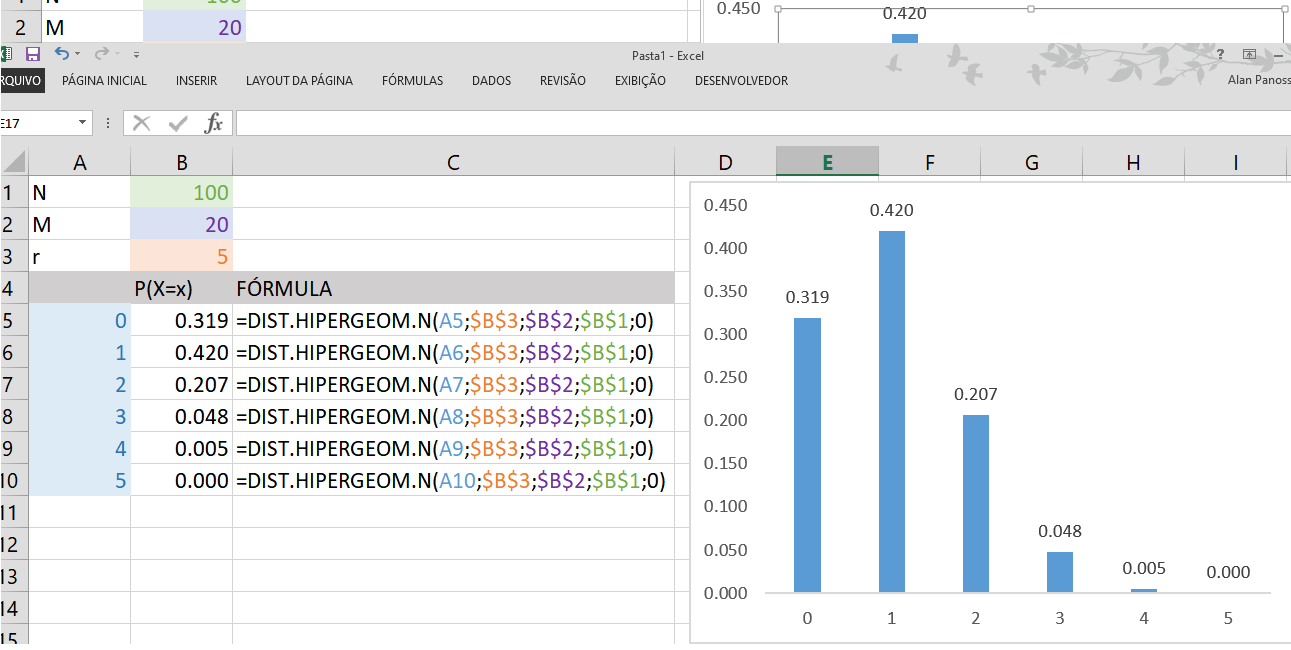 2 M 20
0.450
0.420
Pasta1 - Excel
?
PÁGINA INICIAL INSERIR LAYOUT DA PÁGINA FÓRMULAS DADOS REVISÃO EXIBIÇÃO DESENVOLVEDOR
Alan Panoss
E17
fx
A B C D E F G H I
1 N 100
2 M 20
3 r 5
4 P(X=x) FÓRMULA
5 0 0.319 =DIST.HIPERGEOM.N(A5;$B$3;$B$2;$B$1;0)
6 1 0.420 =DIST.HIPERGEOM.N(A6;$B$3;$B$2;$B$1;0)
7 2 0.207 =DIST.HIPERGEOM.N(A7;$B$3;$B$2;$B$1;0)
8 3 0.048 =DIST.HIPERGEOM.N(A8;$B$3;$B$2;$B$1;0)
9 4 0.005 =DIST.HIPERGEOM.N(A9;$B$3;$B$2;$B$1;0)
10 5 0.000 =DIST.HIPERGEOM.N(A10;$B$3;$B$2;$B$1;0)
11
12
13
14
15
0.450
0.420
0.400
0.350
0.319
0.300
0.250
0.207
0.200
0.150
0.100
0.050
0.048
0.005
0.000
0.000
0 1 2 3 4 5